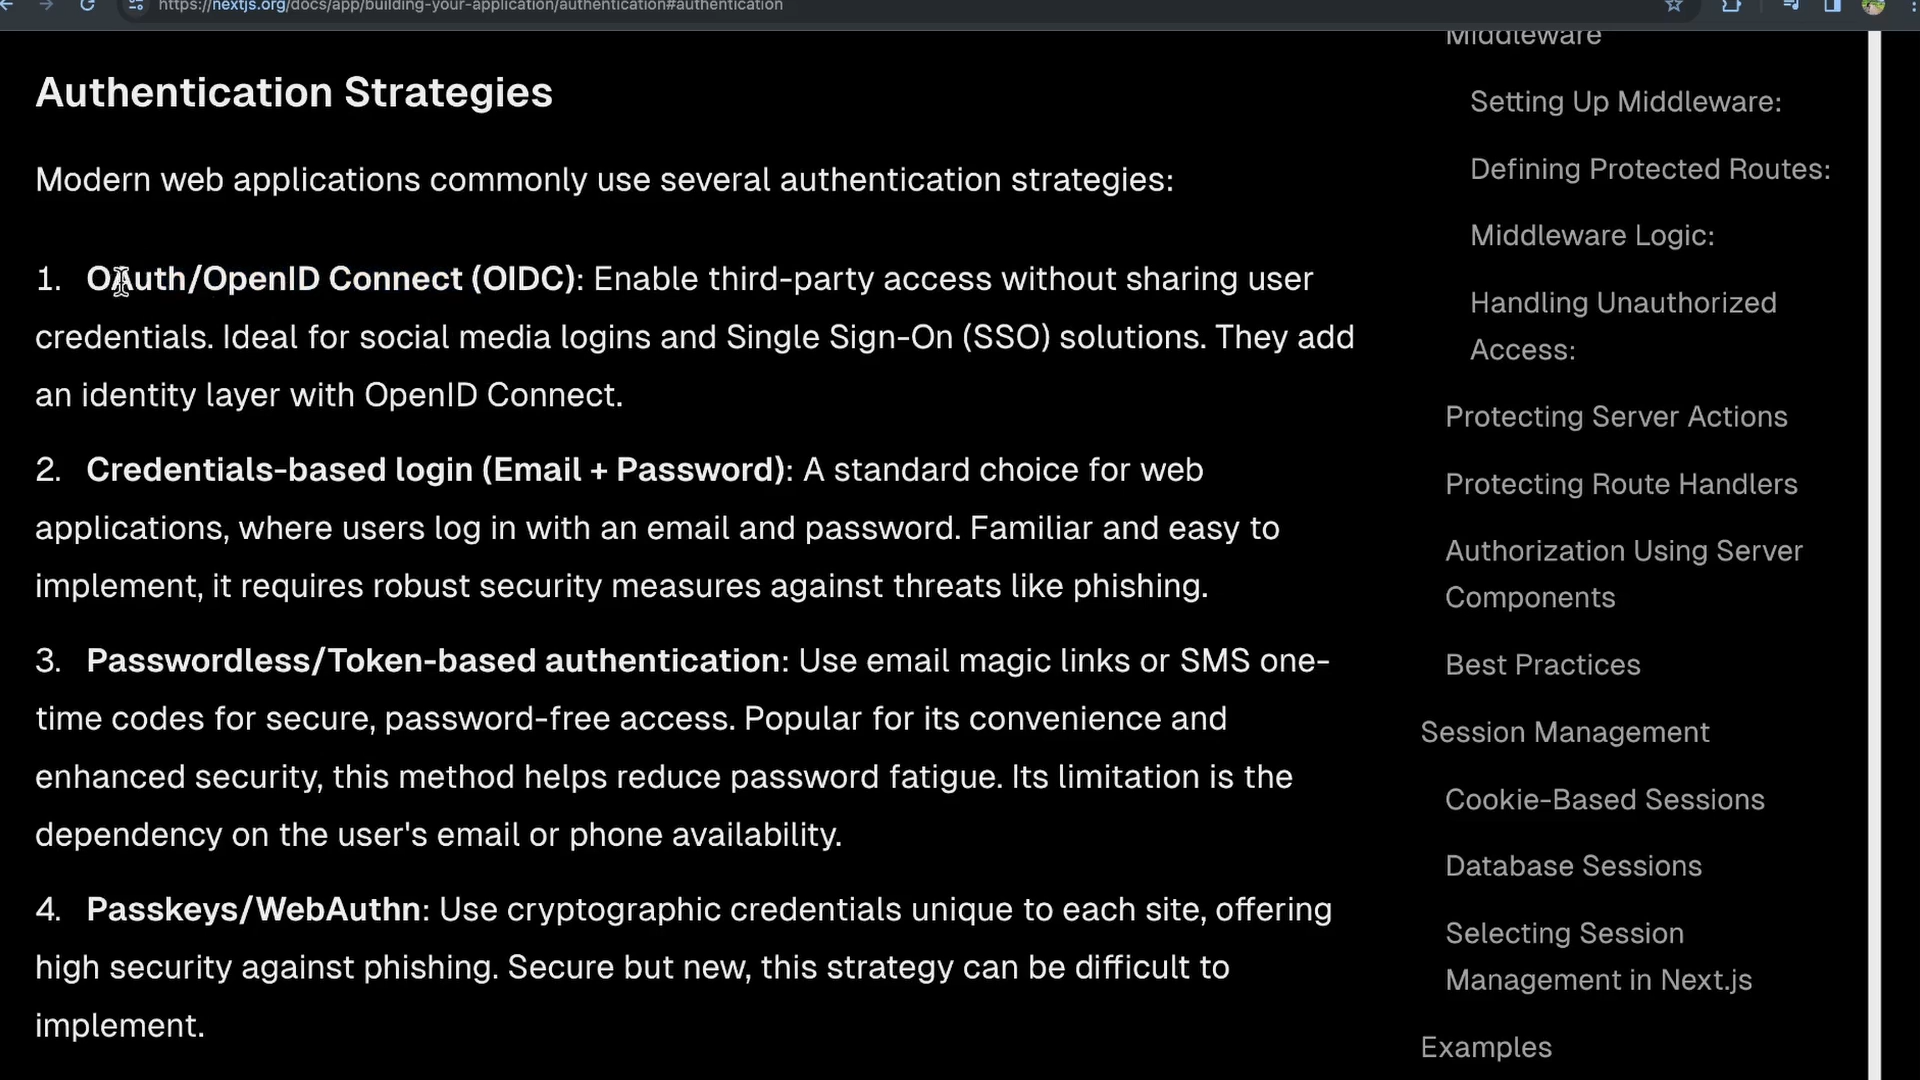 https://nextjs.org/docs/app/building-your-application/authentication#authentication
Authentication Strategies
Modern web applications commonly use several authentication strategies:
1. OAuth/OpenID Connect (OIDC): Enable third-party access without sharing user
credentials. Ideal for social media logins and Single Sign-On (SSO) solutions. They add
an identity layer with OpenID Connect.
2. Credentials-based login (Email + Password): A standard choice for web
applications, where users log in with an email and password. Familiar and easy to
implement, it requires robust security measures against threats like phishing.
3. Passwordless/Token-based authentication: Use email magic links or SMS one-
time codes for secure, password-free access. Popular for its convenience and
enhanced security, this method helps reduce password fatigue. Its limitation is the
dependency on the user's email or phone availability.
4. Passkeys/WebAuthn: Use cryptographic credentials unique to each site, offering
high security against phishing. Secure but new, this strategy can be difficult to
implement.
Middleware
Setting Up Middleware:
Defining Protected Routes:
Middleware Logic:
Handling Unauthorized
Access:
Protecting Server Actions
Protecting Route Handlers
Authorization Using Server
Components
Best Practices
Session Management
Cookie-Based Sessions
Database Sessions
Selecting Session
Management in Next.js
Examples